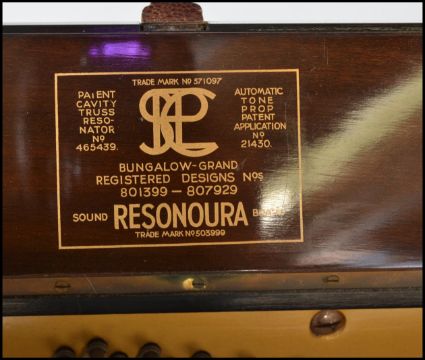 TRADE MARK Nº 571097
PATENT
CAVITY
TRUSS
RESO-
NATOR
Nº
465439.
AUTOMATIC
TONE
PROP
PATENT
APPLICATION
Nº
21430.
BUNGALOW-GRAND
REGISTERED DESIGNS Nºs
801399 — 807929
SOUND RESONOURA BOARD
TRADE MARK Nº 503999